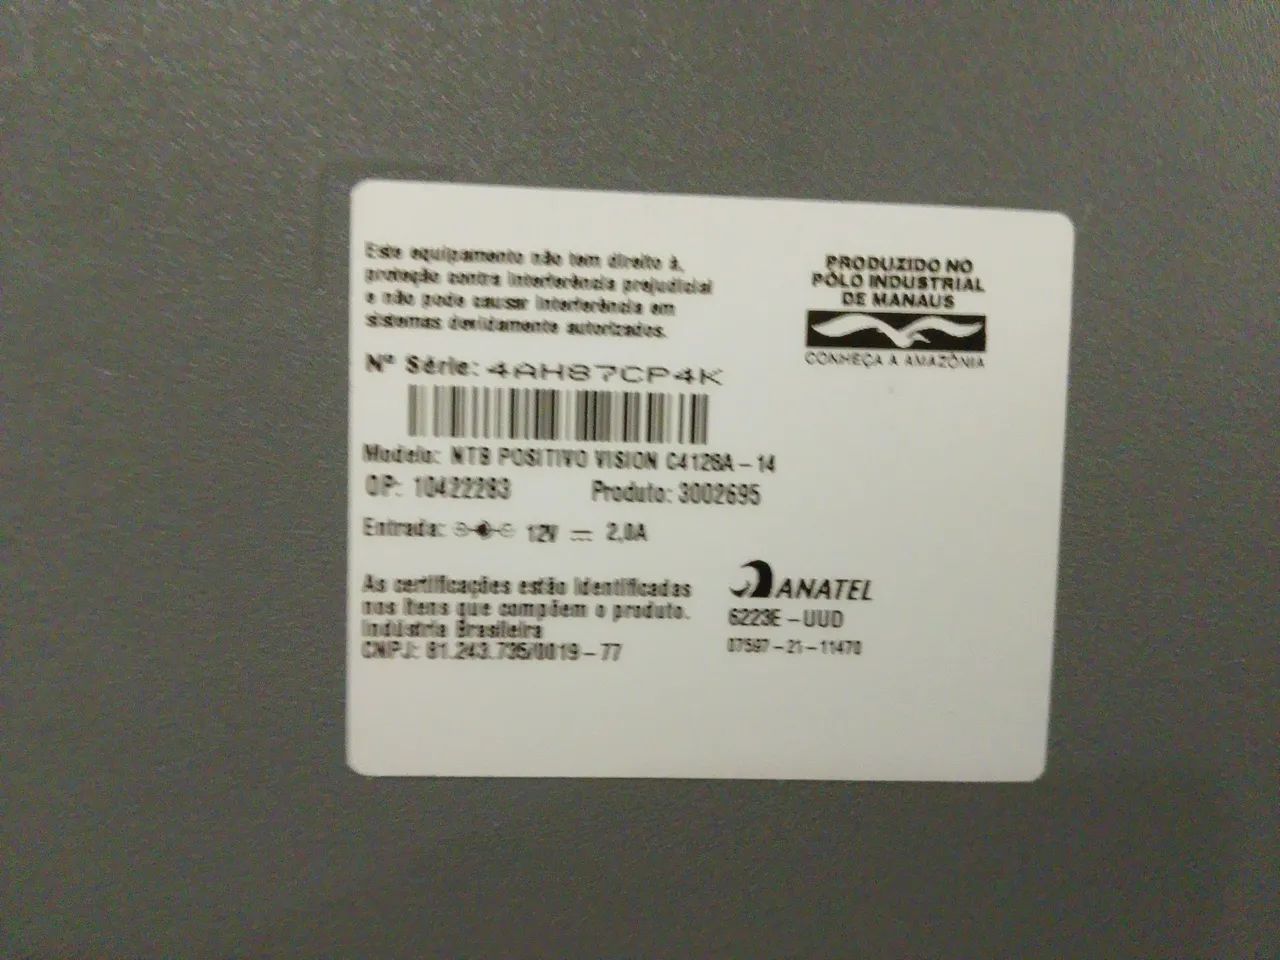 Este equipamento não tem direito à
proteção contra interferência prejudicial
e não pode causar interferência em
sistemas devidamente autorizados.
Nº Série: 4AH87CP4K
Modelo: NTB POSITIVO VISION C4128A-14
OP: 10422283
Produto: 3002695
Entrada: 12V 2,0A
As certificações estão identificadas
nos itens que compõem o produto.
Indústria Brasileira
CNPJ: 81.243.735/0019-77
PRODUZIDO NO
PÓLO INDUSTRIAL
DE MANAUS
CONHEÇA A AMAZÔNIA
ANATEL
6223E-UUD
07597-21-11470